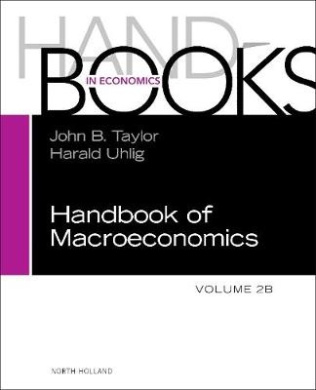 HAND-
BOOKS
IN ECONOMICS
John B. Taylor
Harald Uhlig
Handbook of
Macroeconomics
VOLUME 2B
NORTH HOLLAND